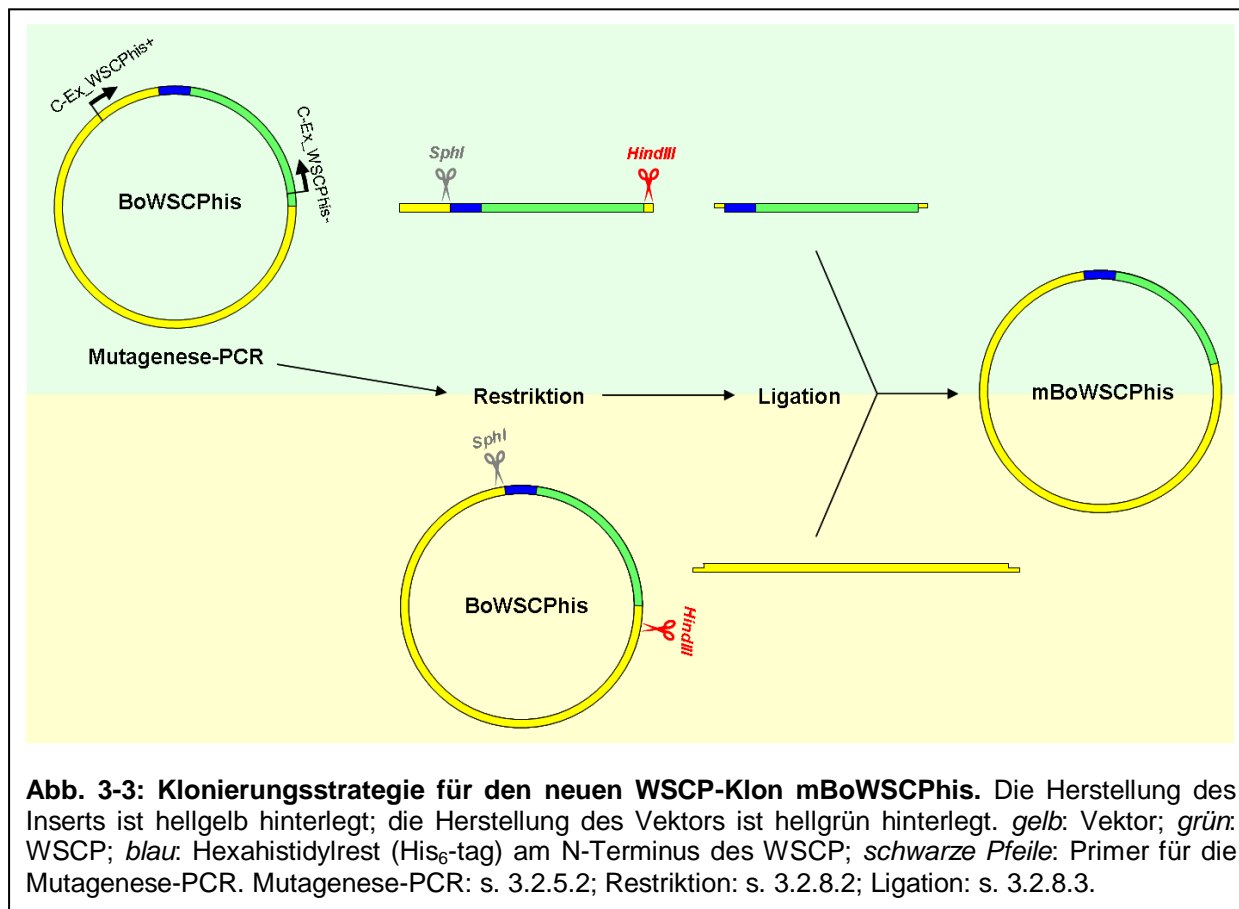 C-Ex_WSCPhis+
C-Ex_WSCPhis-
BoWSCPhis
SphI
HindIII
Mutagenese-PCR
Restriktion
Ligation
mBoWSCPhis
SphI
BoWSCPhis
HindIII
Abb. 3-3: Klonierungsstrategie für den neuen WSCP-Klon mBoWSCPhis. Die Herstellung des
Inserts ist hellgelb hinterlegt; die Herstellung des Vektors ist hellgrün hinterlegt. gelb: Vektor; grün:
WSCP; blau: Hexahistidylrest (His₆-tag) am N-Terminus des WSCP; schwarze Pfeile: Primer für die
Mutagenese-PCR. Mutagenese-PCR: s. 3.2.5.2; Restriktion: s. 3.2.8.2; Ligation: s. 3.2.8.3.